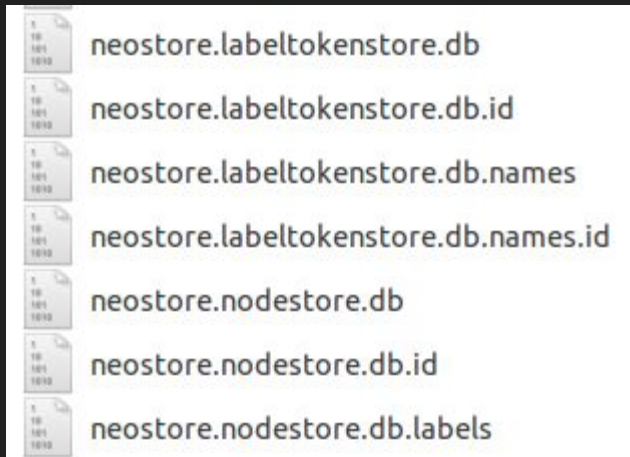 neostore.labeltokenstore.db
neostore.labeltokenstore.db.id
neostore.labeltokenstore.db.names
neostore.labeltokenstore.db.names.id
neostore.nodestore.db
neostore.nodestore.db.id
neostore.nodestore.db.labels